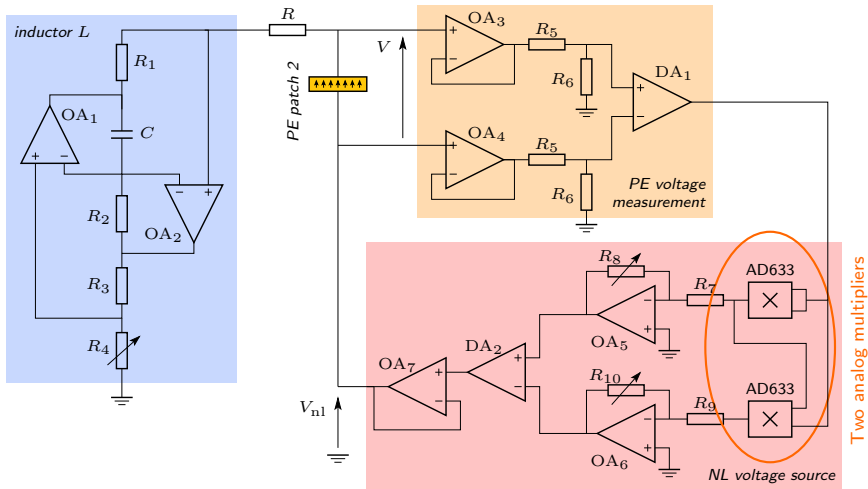 inductor L
R
R₁
OA₁
+
−
C
R₂
−
+
OA₂
R₃
R₄
PE patch 2
V
OA₃
+
−
R₅
R₆
DA₁
+
−
OA₄
+
−
R₅
R₆
PE voltage
measurement
R₈
R₇
AD633
×
−
+
OA₅
DA₂
+
−
OA₇
+
−
R₁₀
R₉
AD633
×
−
+
OA₆
V_nl
NL voltage source
Two analog multipliers